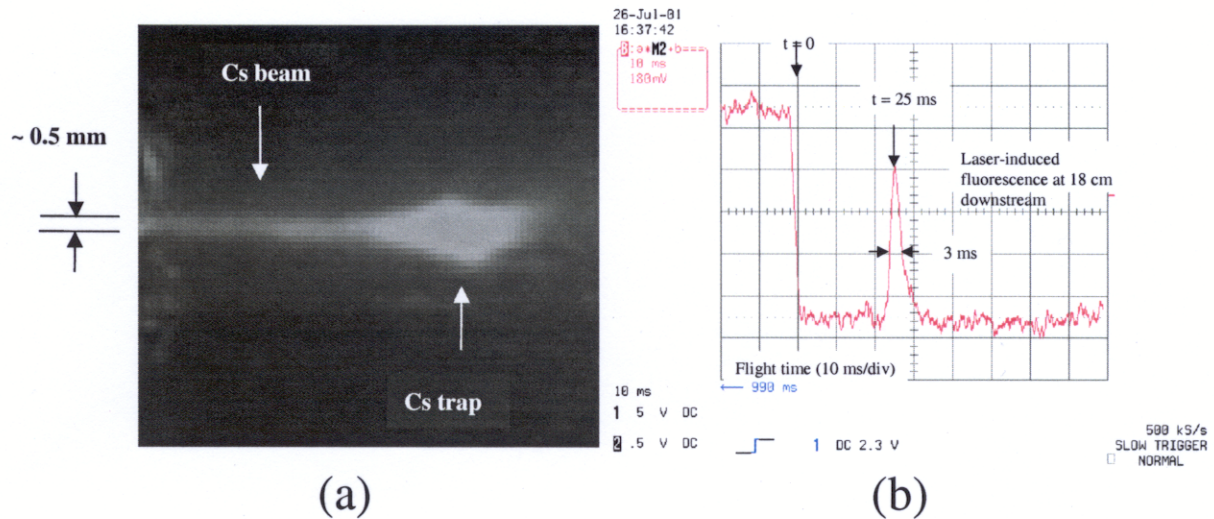 Cs beam
~ 0.5 mm
Cs trap
(a)
26-Jul-01
16:37:42
10 ms
180mV
t = 0
t = 25 ms
Laser-induced
fluorescence at 18 cm
downstream
3 ms
Flight time (10 ms/div)
← 990 ms
10 ms
1 5 V DC
2 .5 V DC
1 DC 2.3 V
500 kS/s
SLOW TRIGGER
NORMAL
(b)